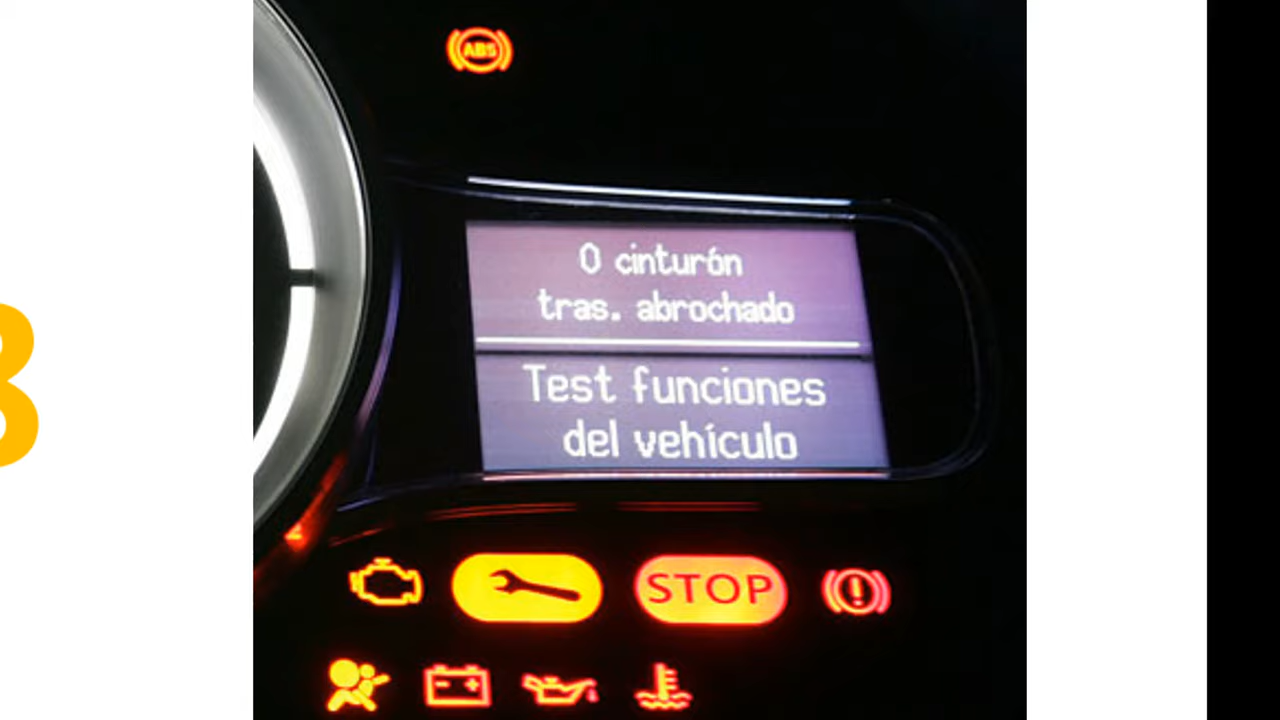 ABS
0 cinturón
tras. abrochado
Test funciones
del vehículo
STOP